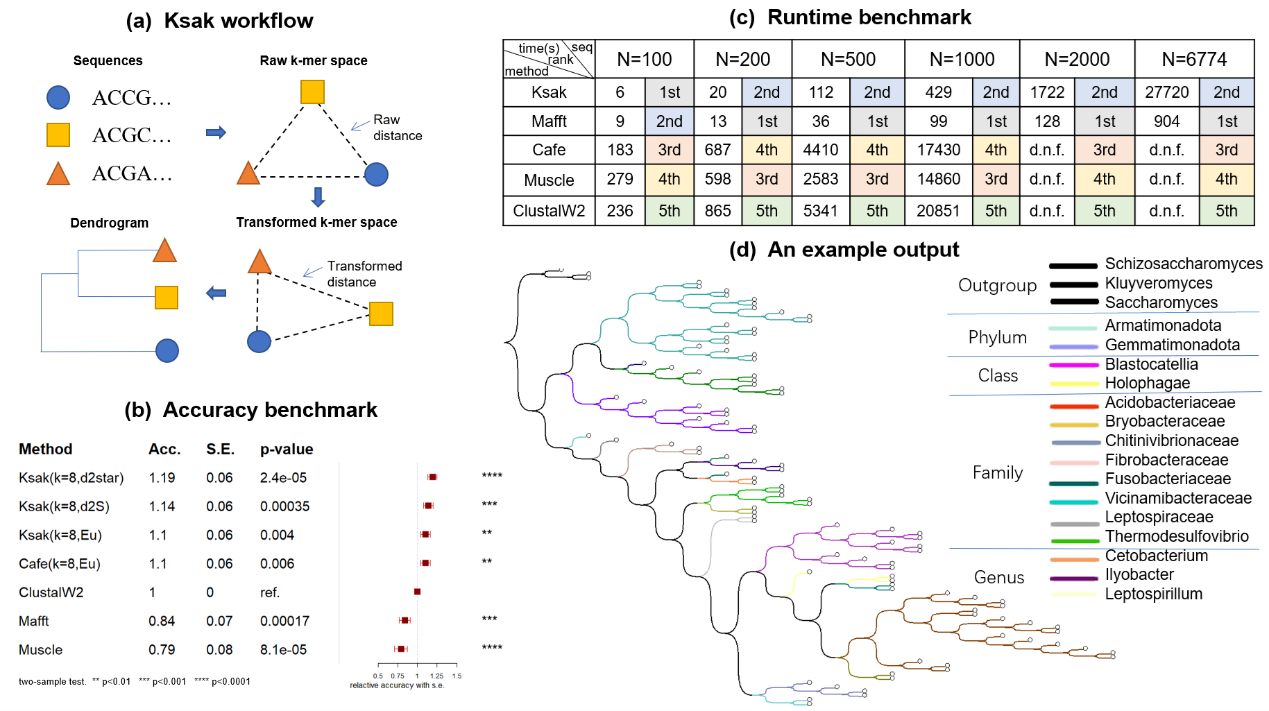 (a) Ksak workflow
Sequences
ACCG…
ACGC…
ACGA…
Raw k-mer space
Raw
distance
Dendrogram
Transformed k-mer space
Transformed
distance
(b) Accuracy benchmark
Method Acc. S.E. p-value
Ksak(k=8,d2star) 1.19 0.06 2.4e-05 ****
Ksak(k=8,d2S) 1.14 0.06 0.00035 ***
Ksak(k=8,Eu) 1.1 0.06 0.004 **
Cafe(k=8,Eu) 1.1 0.06 0.006 **
ClustalW2 1 0 ref.
Mafft 0.84 0.07 0.00017 ***
Muscle 0.79 0.08 8.1e-05 ****
0.5 0.75 1 1.25 1.5
relactive accuracy with s.e.
two-sample test. ** p<0.01 *** p<0.001 **** p<0.0001
(c) Runtime benchmark
time(s) seq
rank
method
N=100 N=200 N=500 N=1000 N=2000 N=6774
Ksak 6 1st 20 2nd 112 2nd 429 2nd 1722 2nd 27720 2nd
Mafft 9 2nd 13 1st 36 1st 99 1st 128 1st 904 1st
Cafe 183 3rd 687 4th 4410 4th 17430 4th d.n.f. 3rd d.n.f. 3rd
Muscle 279 4th 598 3rd 2583 3rd 14860 3rd d.n.f. 4th d.n.f. 4th
ClustalW2 236 5th 865 5th 5341 5th 20851 5th d.n.f. 5th d.n.f. 5th
(d) An example output
Outgroup
Schizosaccharomyces
Kluyveromyces
Saccharomyces
Phylum
Armatimonadota
Gemmatimonadota
Class
Blastocatellia
Holophagae
Family
Acidobacteriaceae
Bryobacteraceae
Chitinivibrionaceae
Fibrobacteraceae
Fusobacteriaceae
Vicinamibacteraceae
Leptospiraceae
Thermodesulfovibrio
Genus
Cetobacterium
Ilyobacter
Leptospirillum